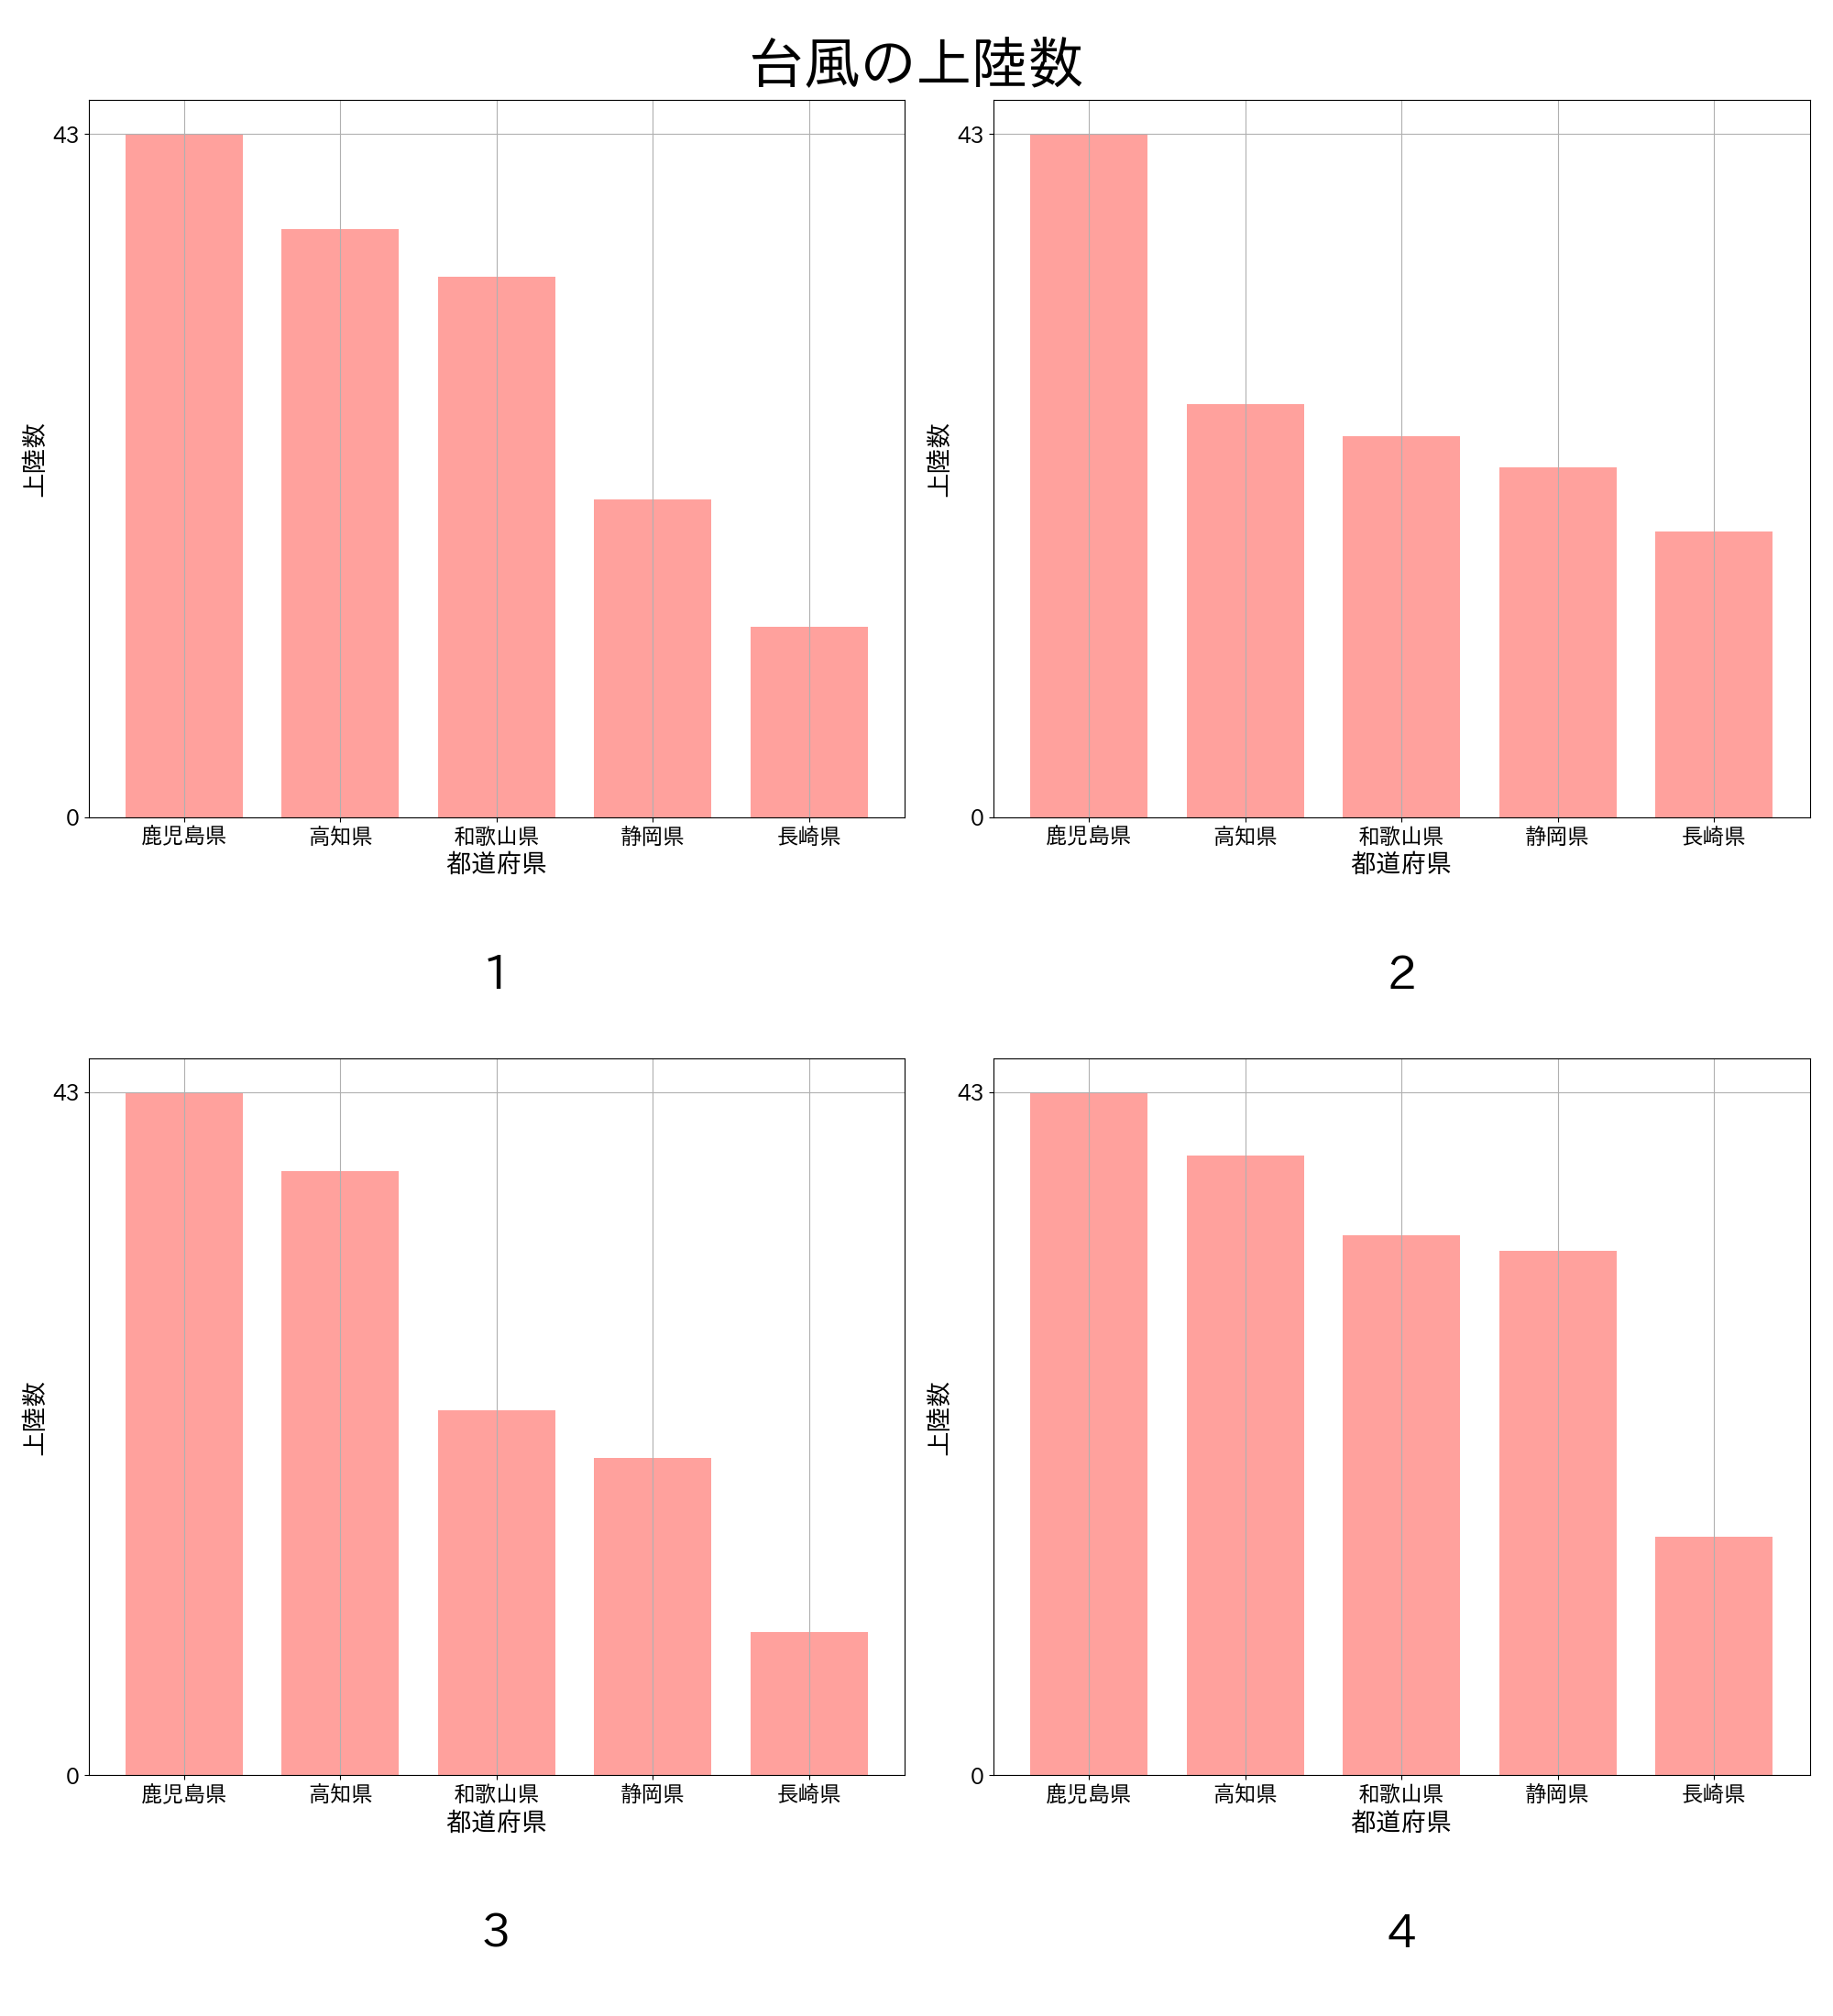 台風の上陸数
43
上陸数
0
鹿児島県 高知県 和歌山県 静岡県 長崎県
都道府県
1
43
上陸数
0
鹿児島県 高知県 和歌山県 静岡県 長崎県
都道府県
2
43
上陸数
0
鹿児島県 高知県 和歌山県 静岡県 長崎県
都道府県
3
43
上陸数
0
鹿児島県 高知県 和歌山県 静岡県 長崎県
都道府県
4